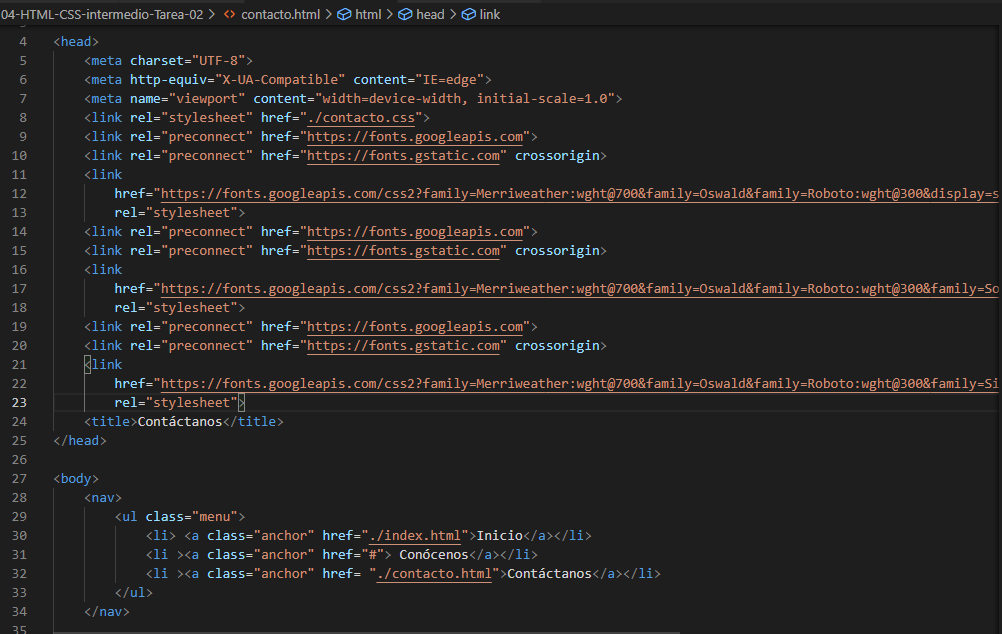 04-HTML-CSS-intermedio-Tarea-02 > <> contacto.html > html > head > link
4 <head>
5 <meta charset="UTF-8">
6 <meta http-equiv="X-UA-Compatible" content="IE=edge">
7 <meta name="viewport" content="width=device-width, initial-scale=1.0">
8 <link rel="stylesheet" href="./contacto.css">
9 <link rel="preconnect" href="https://fonts.googleapis.com">
10 <link rel="preconnect" href="https://fonts.gstatic.com" crossorigin>
11 <link
12 href="https://fonts.googleapis.com/css2?family=Merriweather:wght@700&family=Oswald&family=Roboto:wght@300&display=s
13 rel="stylesheet">
14 <link rel="preconnect" href="https://fonts.googleapis.com">
15 <link rel="preconnect" href="https://fonts.gstatic.com" crossorigin>
16 <link
17 href="https://fonts.googleapis.com/css2?family=Merriweather:wght@700&family=Oswald&family=Roboto:wght@300&family=So
18 rel="stylesheet">
19 <link rel="preconnect" href="https://fonts.googleapis.com">
20 <link rel="preconnect" href="https://fonts.gstatic.com" crossorigin>
21 <link
22 href="https://fonts.googleapis.com/css2?family=Merriweather:wght@700&family=Oswald&family=Roboto:wght@300&family=Si
23 rel="stylesheet">
24 <title>Contáctanos</title>
25 </head>
26
27 <body>
28 <nav>
29 <ul class="menu">
30 <li> <a class="anchor" href="./index.html">Inicio</a></li>
31 <li ><a class="anchor" href="#"> Conócenos</a></li>
32 <li ><a class="anchor" href= "./contacto.html">Contáctanos</a></li>
33 </ul>
34 </nav>
35